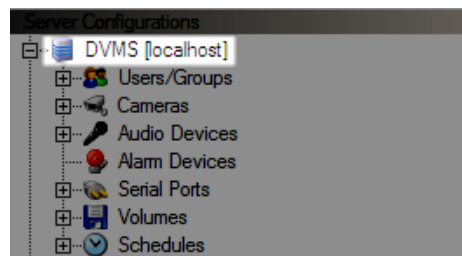 Server Configurations
DVMS [localhost]
Users/Groups
Cameras
Audio Devices
Alarm Devices
Serial Ports
Volumes
Schedules